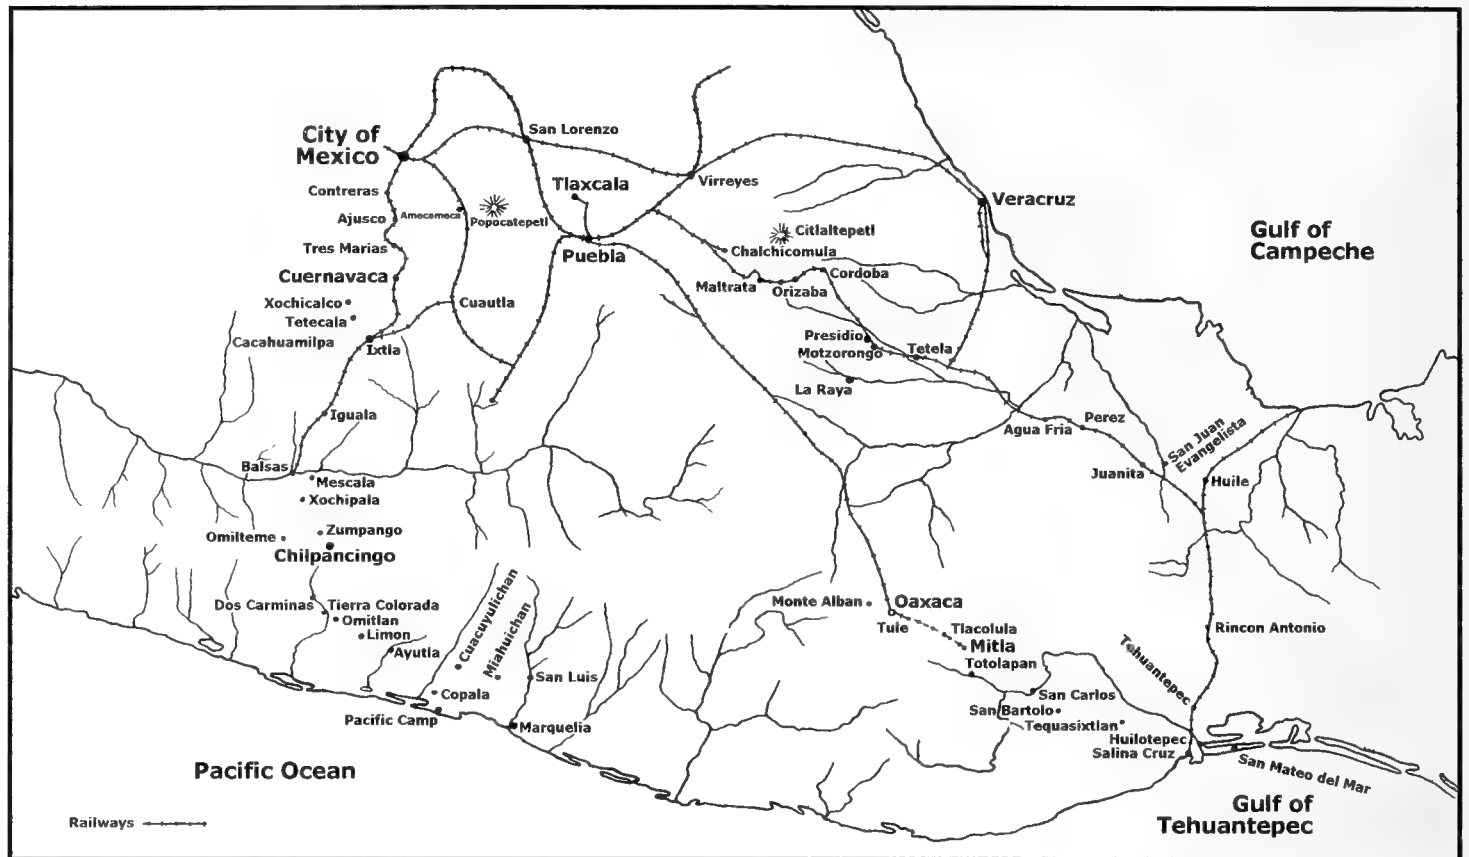 San Lorenzo
City of
Mexico
Virreyes
Tlaxcala
Contreras
Veracruz
Ajusco
Amecameca
Popocatepetl
Citlaltepetl
Gulf of
Campeche
Tres Marias
Chalchicomula
Puebla
Cuernavaca
Cordoba
Maltrata
Orizaba
Xochicalco
Cuautla
Tetecala
Presidio
Cacahuamilpa
Ixtla
Motzorongo
Tetela
La Raya
Iguala
Perez
Agua Fria
San Juan
Evangelista
Balsas
Juanita
Mescala
Huile
Xochipala
Zumpango
Omilteme
Chilpancingo
Cuacuyulichan
Miahuichan
Monte Alban
Oaxaca
Dos Carminas
Tierra Colorada
Omitlan
Tule
Tlacolula
Rincon Antonio
Limon
Mitla
Ayutla
Tehuantepec
Totolapan
San Luis
Copala
San Carlos
San Bartolo
Pacific Camp
Marquelia
Tequasixtlan
Huilotepec
Salina Cruz
San Mateo del Mar
Pacific Ocean
Gulf of
Tehuantepec
Railways